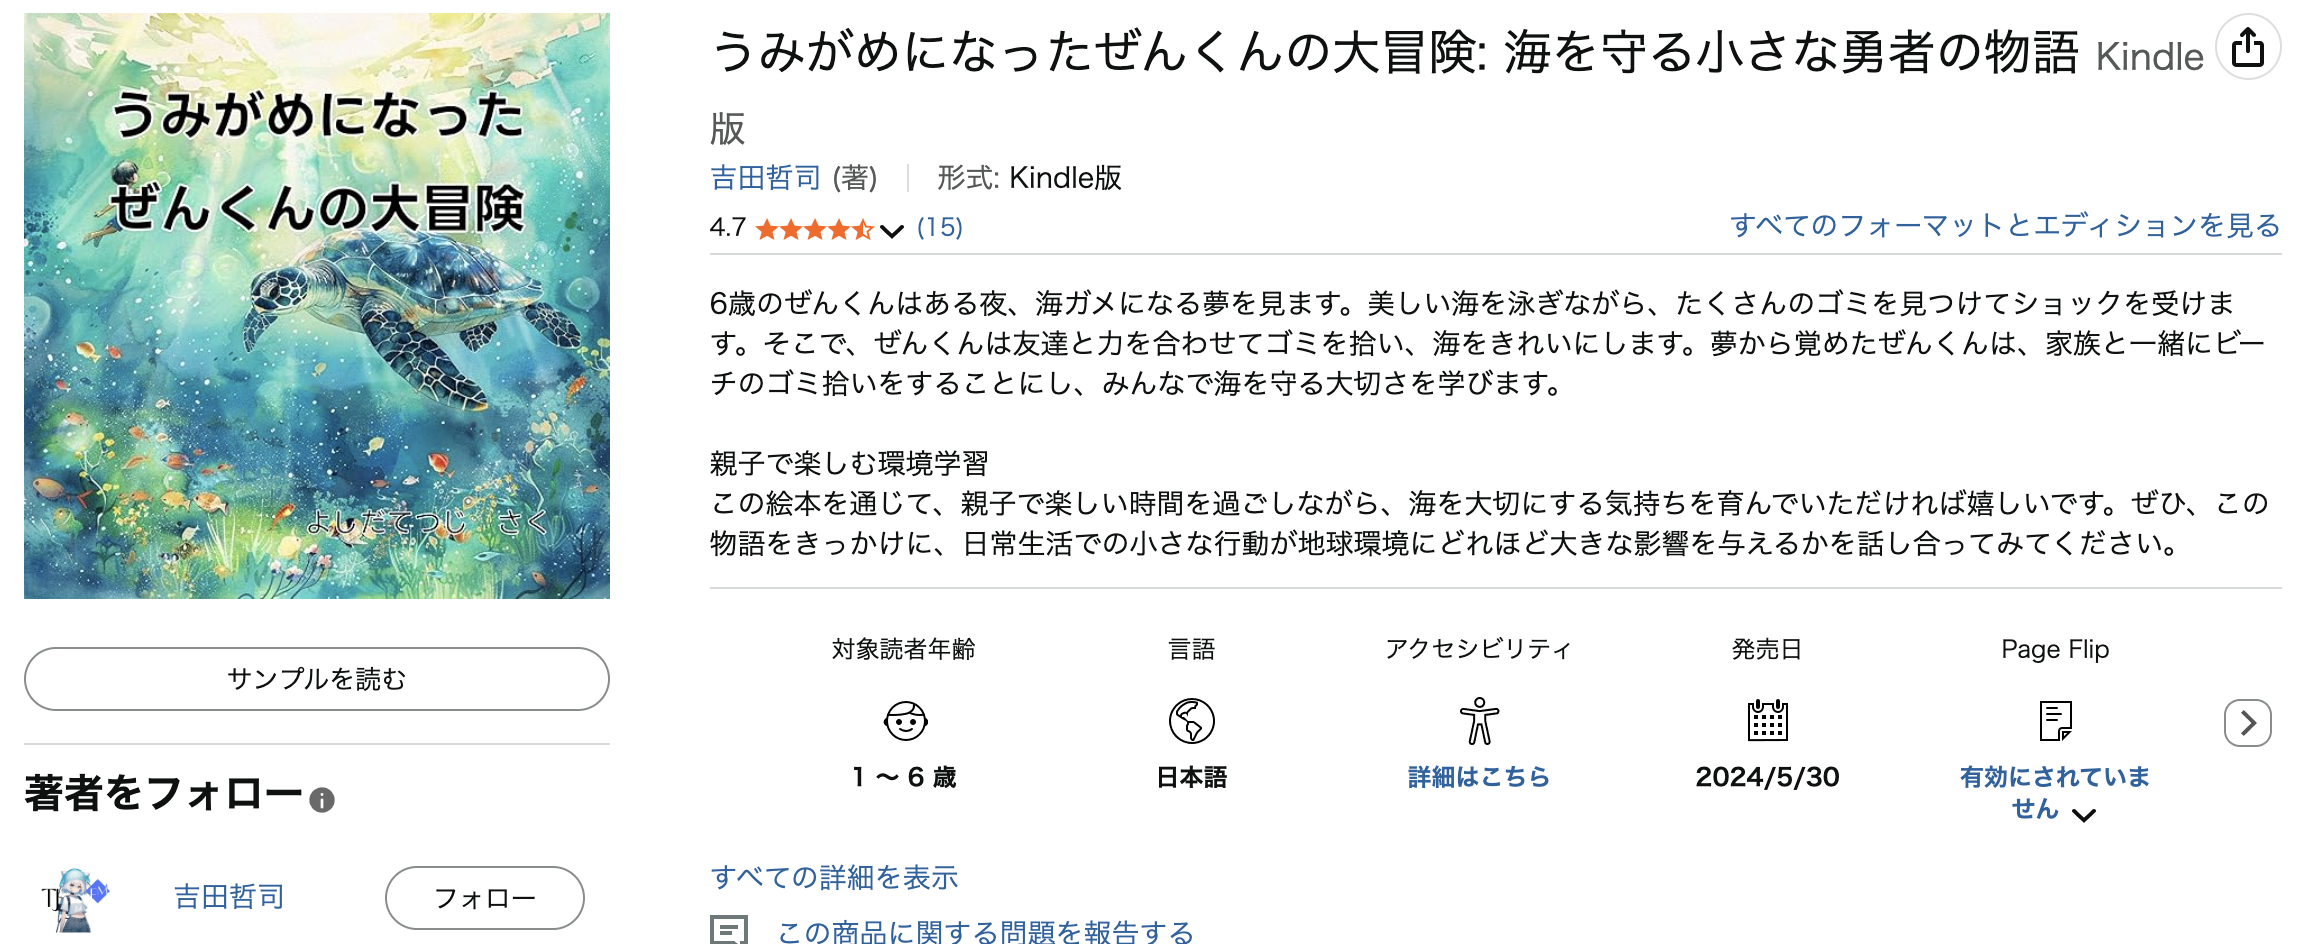 うみがめになった
ぜんくんの大冒険
よしだてつじ　さく
サンプルを読む
著者をフォロー
吉田哲司
フォロー
うみがめになったぜんくんの大冒険: 海を守る小さな勇者の物語 Kindle
版
吉田哲司 (著) 形式: Kindle版
4.7 (15)
すべてのフォーマットとエディションを見る
6歳のぜんくんはある夜、海ガメになる夢を見ます。美しい海を泳ぎながら、たくさんのゴミを見つけてショックを受けま
す。そこで、ぜんくんは友達と力を合わせてゴミを拾い、海をきれいにします。夢から覚めたぜんくんは、家族と一緒にビー
チのゴミ拾いをすることにし、みんなで海を守る大切さを学びます。
親子で楽しむ環境学習
この絵本を通じて、親子で楽しい時間を過ごしながら、海を大切にする気持ちを育んでいただければ嬉しいです。ぜひ、この
物語をきっかけに、日常生活での小さな行動が地球環境にどれほど大きな影響を与えるかを話し合ってみてください。
対象読者年齢
1 ～ 6 歳
言語
日本語
アクセシビリティ
詳細はこちら
発売日
2024/5/30
Page Flip
有効にされていま
せん
すべての詳細を表示
この商品に関する問題を報告する